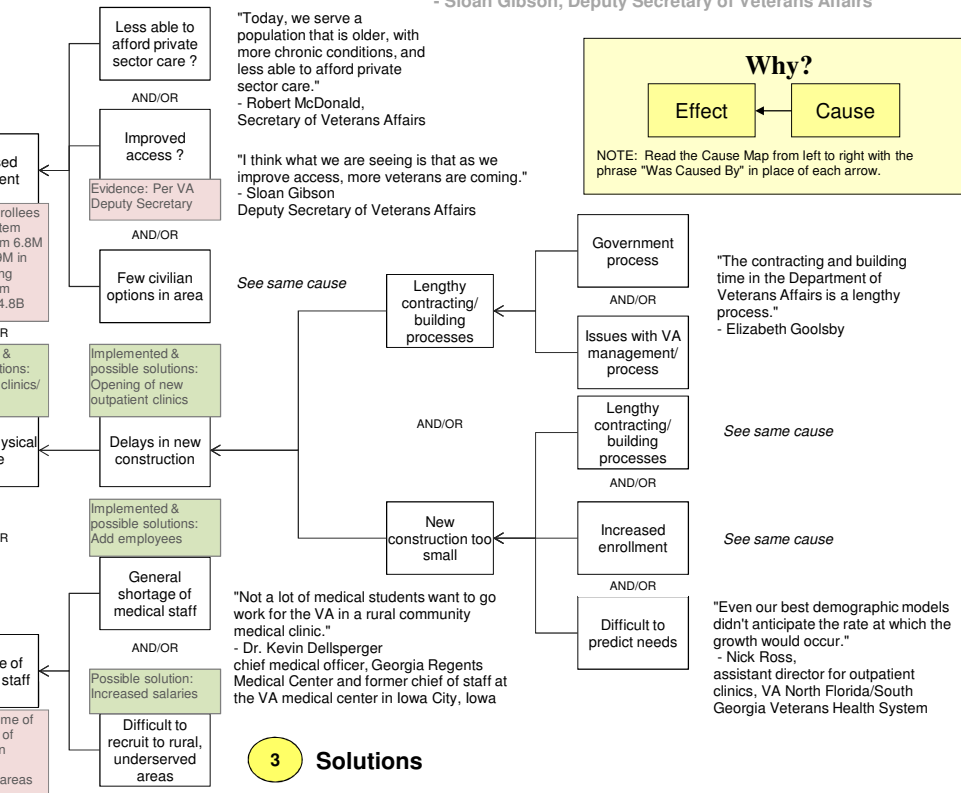 - Sloan Gibson, Deputy Secretary of Veterans Affairs
Less able to
afford private
sector care ?
AND/OR
Improved
access ?
Evidence: Per VA
Deputy Secretary
AND/OR
Few civilian
options in area
"Today, we serve a
population that is older, with
more chronic conditions, and
less able to afford private
sector care."
- Robert McDonald,
Secretary of Veterans Affairs
"I think what we are seeing is that as we
improve access, more veterans are coming."
- Sloan Gibson
Deputy Secretary of Veterans Affairs
See same cause
Why?
Effect
Cause
NOTE: Read the Cause Map from left to right with the
phrase "Was Caused By" in place of each arrow.
m 6.8M
M in
4.8B
&
clinics/
Implemented &
possible solutions:
Opening of new
outpatient clinics
Delays in new
construction
Lengthy
contracting/
building
processes
AND/OR
New
construction too
small
Government
process
AND/OR
Issues with VA
management/
process
"The contracting and building
time in the Department of
Veterans Affairs is a lengthy
process."
- Elizabeth Goolsby
Lengthy
contracting/
building
processes
See same cause
AND/OR
Increased
enrollment
See same cause
AND/OR
Difficult to
predict needs
"Even our best demographic models
didn't anticipate the rate at which the
growth would occur."
- Nick Ross,
assistant director for outpatient
clinics, VA North Florida/South
Georgia Veterans Health System
Implemented &
possible solutions:
Add employees
General
shortage of
medical staff
AND/OR
Possible solution:
Increased salaries
Difficult to
recruit to rural,
underserved
areas
of
staff
of
of
areas
"Not a lot of medical students want to go
work for the VA in a rural community
medical clinic."
- Dr. Kevin Dellsperger
chief medical officer, Georgia Regents
Medical Center and former chief of staff at
the VA medical center in Iowa City, Iowa
3 Solutions